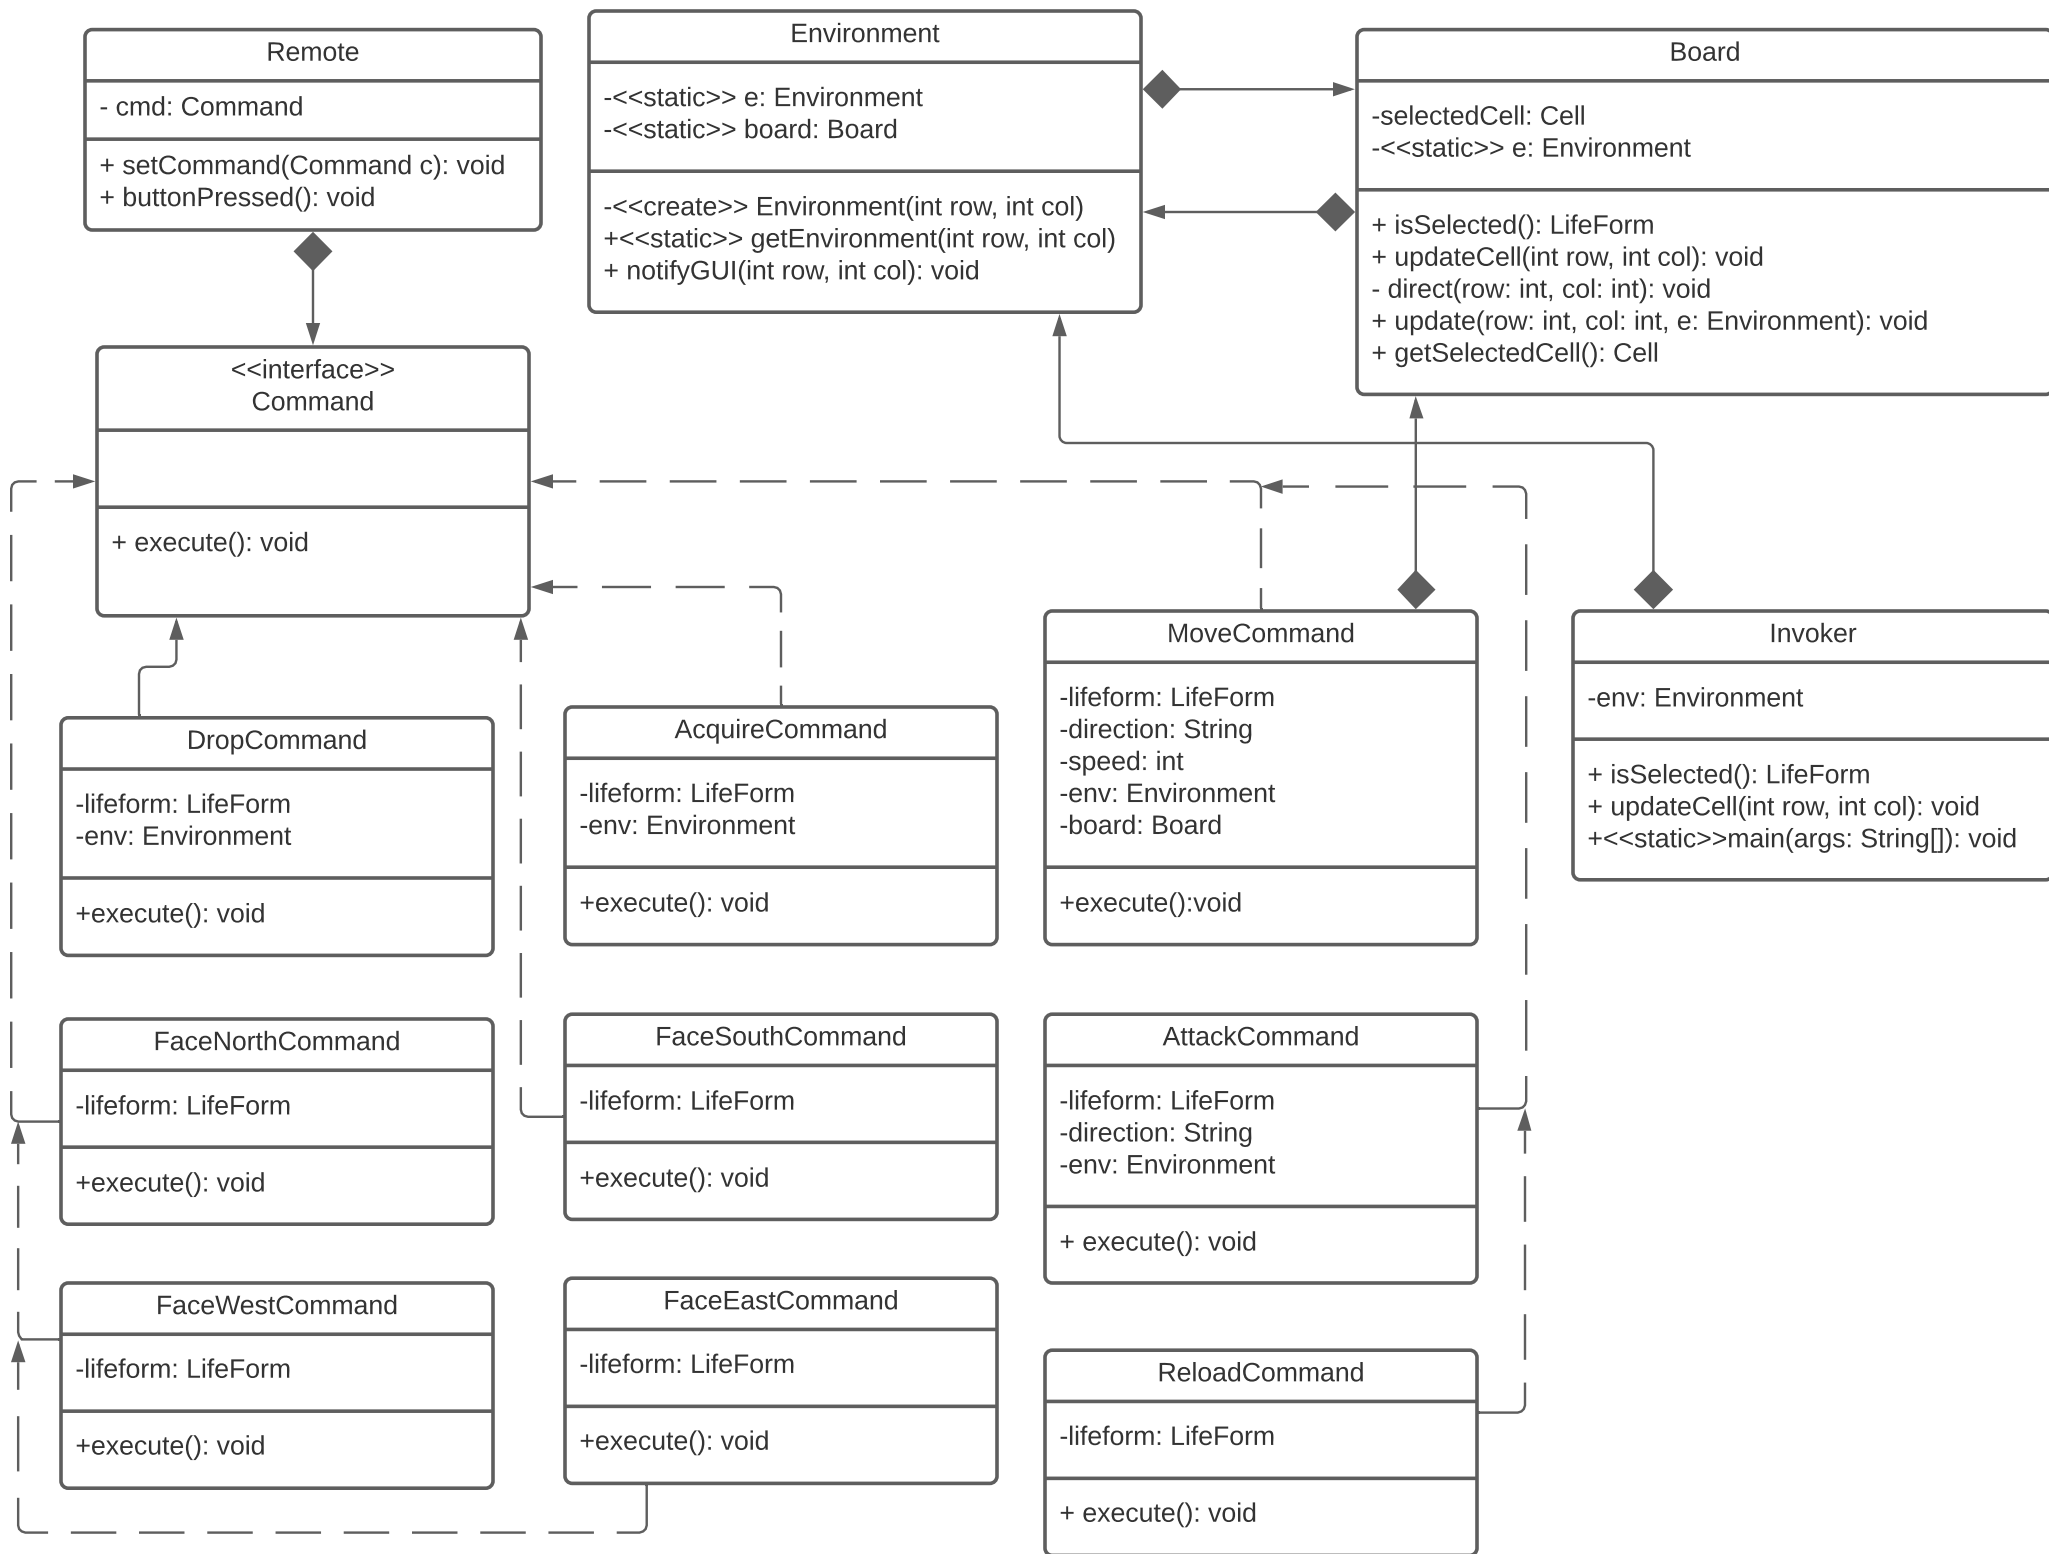 Remote
- cmd: Command
+ setCommand(Command c): void
+ buttonPressed(): void
Environment
-<<static>> e: Environment
-<<static>> board: Board
-<<create>> Environment(int row, int col)
+<<static>> getEnvironment(int row, int col)
+ notifyGUI(int row, int col): void
Board
-selectedCell: Cell
-<<static>> e: Environment
+ isSelected(): LifeForm
+ updateCell(int row, int col): void
- direct(row: int, col: int): void
+ update(row: int, col: int, e: Environment): void
+ getSelectedCell(): Cell
<<interface>>
Command
+ execute(): void
DropCommand
-lifeform: LifeForm
-env: Environment
+execute(): void
AcquireCommand
-lifeform: LifeForm
-env: Environment
+execute(): void
MoveCommand
-lifeform: LifeForm
-direction: String
-speed: int
-env: Environment
-board: Board
+execute():void
Invoker
-env: Environment
+ isSelected(): LifeForm
+ updateCell(int row, int col): void
+<<static>>main(args: String[]): void
FaceNorthCommand
-lifeform: LifeForm
+execute(): void
FaceSouthCommand
-lifeform: LifeForm
+execute(): void
AttackCommand
-lifeform: LifeForm
-direction: String
-env: Environment
+ execute(): void
FaceWestCommand
-lifeform: LifeForm
+execute(): void
FaceEastCommand
-lifeform: LifeForm
+execute(): void
ReloadCommand
-lifeform: LifeForm
+ execute(): void